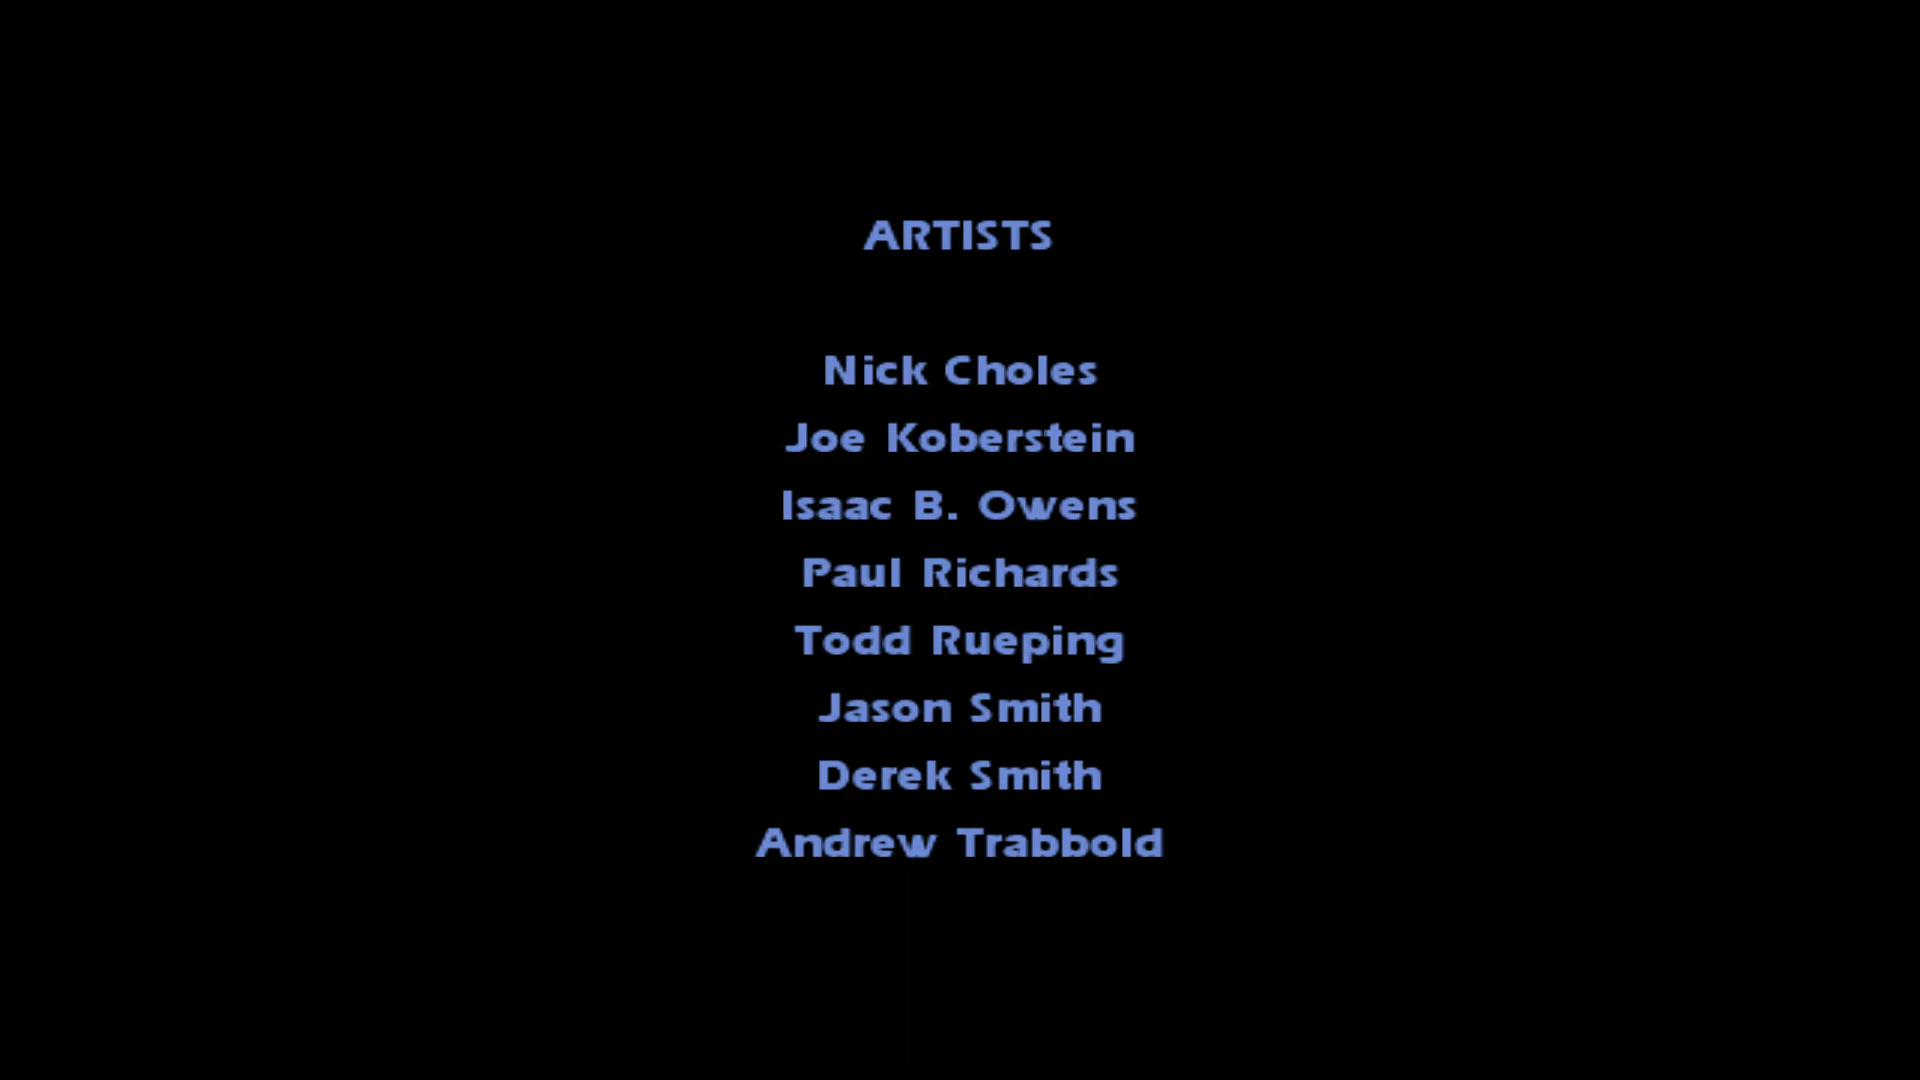 ARTISTS
Nick Choles
Joe Koberstein
Isaac B. Owens
Paul Richards
Todd Rueping
Jason Smith
Derek Smith
Andrew Trabbold